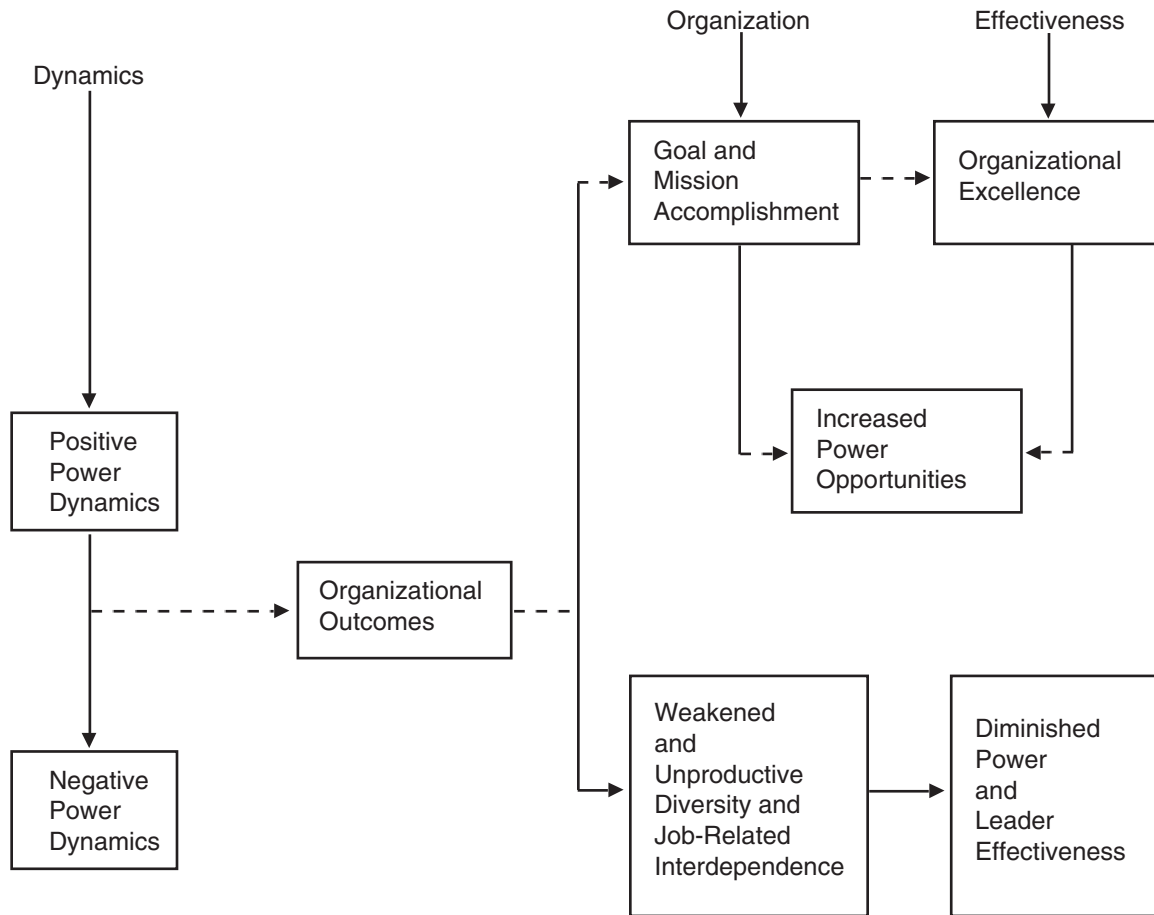 Organization
Effectiveness
Dynamics
Goal and
Mission
Accomplishment
Organizational
Excellence
Positive
Power
Dynamics
Increased
Power
Opportunities
Organizational
Outcomes
Negative
Power
Dynamics
Weakened
and
Unproductive
Diversity and
Job-Related
Interdependence
Diminished
Power
and
Leader
Effectiveness